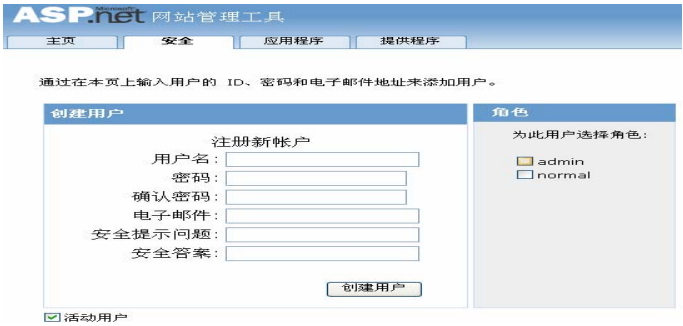 ASP.net 网站管理工具
Microsoft
主页 安全 应用程序 提供程序
通过在本页上输入用户的 ID、密码和电子邮件地址来添加用户。
创建用户
注册新帐户
用户名:
密码:
确认密码:
电子邮件:
安全提示问题:
安全答案:
创建用户
活动用户
角色
为此用户选择角色:
admin
normal